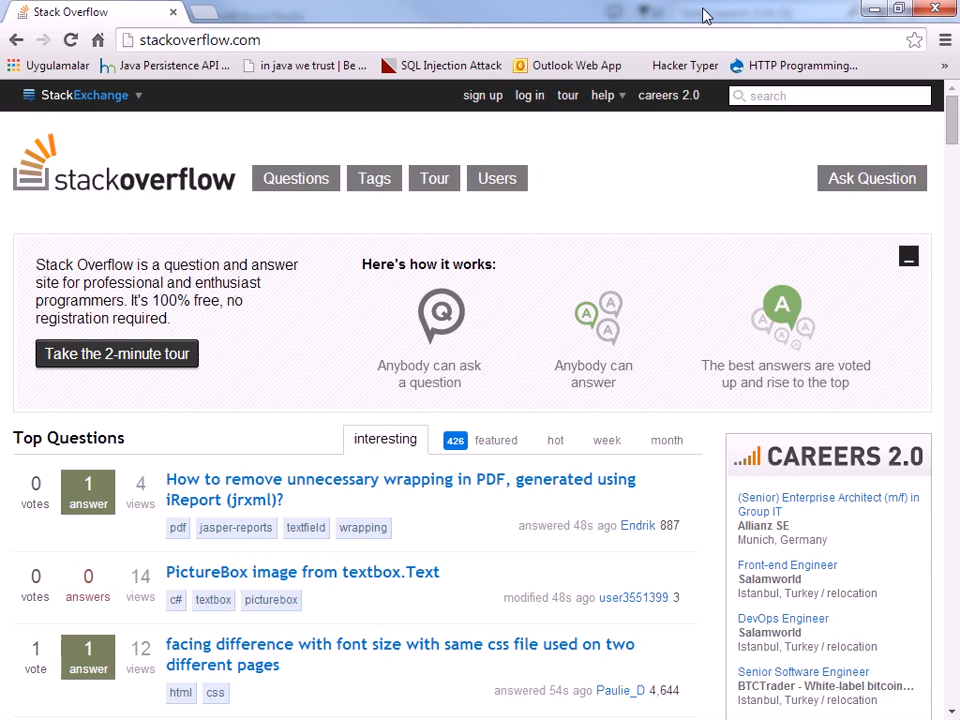 Stack Overflow
stackoverflow.com
Uygulamalar
Java Persistence API ...
in java we trust | Be ...
SQL Injection Attack
Outlook Web App
Hacker Typer
HTTP Programming...
»
StackExchange
sign up
log in
tour
help
careers 2.0
search
stackoverflow
Questions
Tags
Tour
Users
Ask Question
Stack Overflow is a question and answer
site for professional and enthusiast
programmers. It's 100% free, no
registration required.
Take the 2-minute tour
Here's how it works:
Q
A
A
A
A
A
A
A
Anybody can ask
a question
Anybody can
answer
The best answers are voted
up and rise to the top
Top Questions
interesting
426 featured
hot
week
month
0
votes
1
answer
4
views
How to remove unnecessary wrapping in PDF, generated using
iReport (jrxml)?
pdf jasper-reports textfield wrapping
answered 48s ago Endrik 887
0
votes
0
answers
14
views
PictureBox image from textbox.Text
c# textbox picturebox
modified 48s ago user3551399 3
1
vote
1
answer
12
views
facing difference with font size with same css file used on two
different pages
html css
answered 54s ago Paulie_D 4,644
CAREERS 2.0
(Senior) Enterprise Architect (m/f) in
Group IT
Allianz SE
Munich, Germany
Front-end Engineer
Salamworld
Istanbul, Turkey / relocation
DevOps Engineer
Salamworld
Istanbul, Turkey / relocation
Senior Software Engineer
BTCTrader - White-label bitcoin...
Istanbul, Turkey / relocation